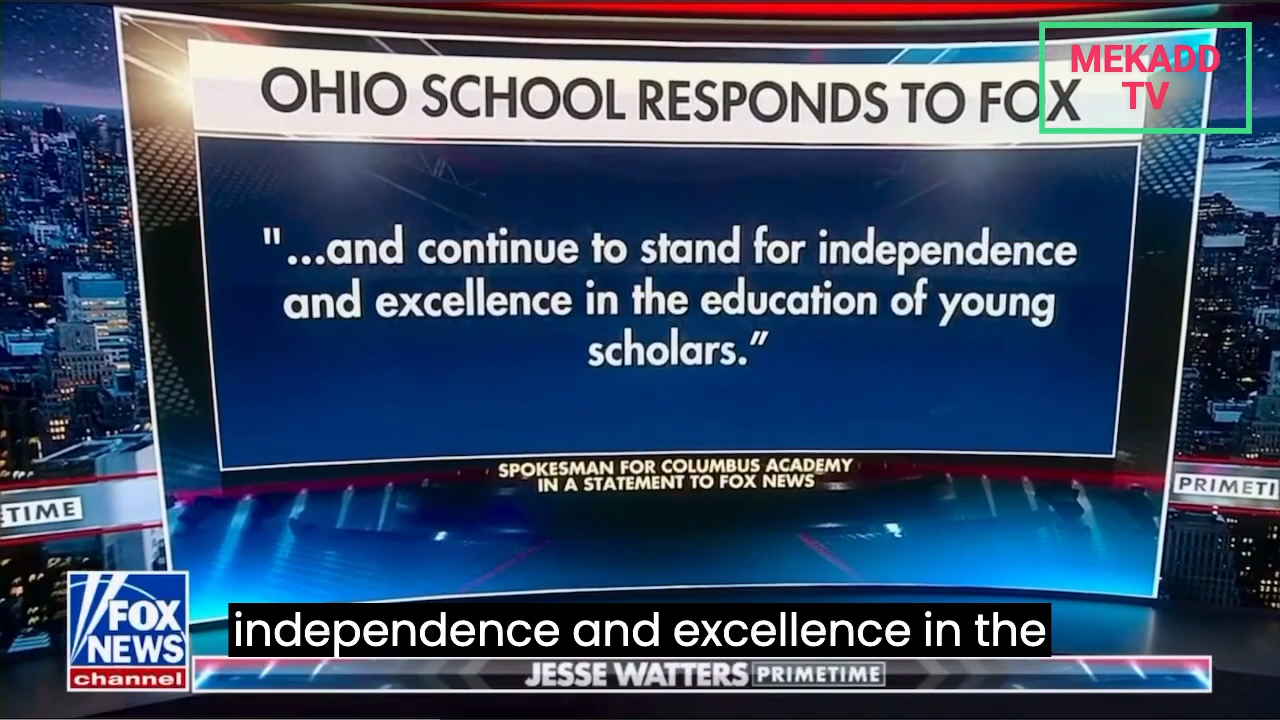 OHIO SCHOOL RESPONDS TO FOX
MEKADD
TV
"...and continue to stand for independence
and excellence in the education of young
scholars.”
SPOKESMAN FOR COLUMBUS ACADEMY
IN A STATEMENT TO FOX NEWS
ETIME
PRIMETI
FOX
NEWS
channel
independence and excellence in the
JESSE WATTERS PRIMETIME